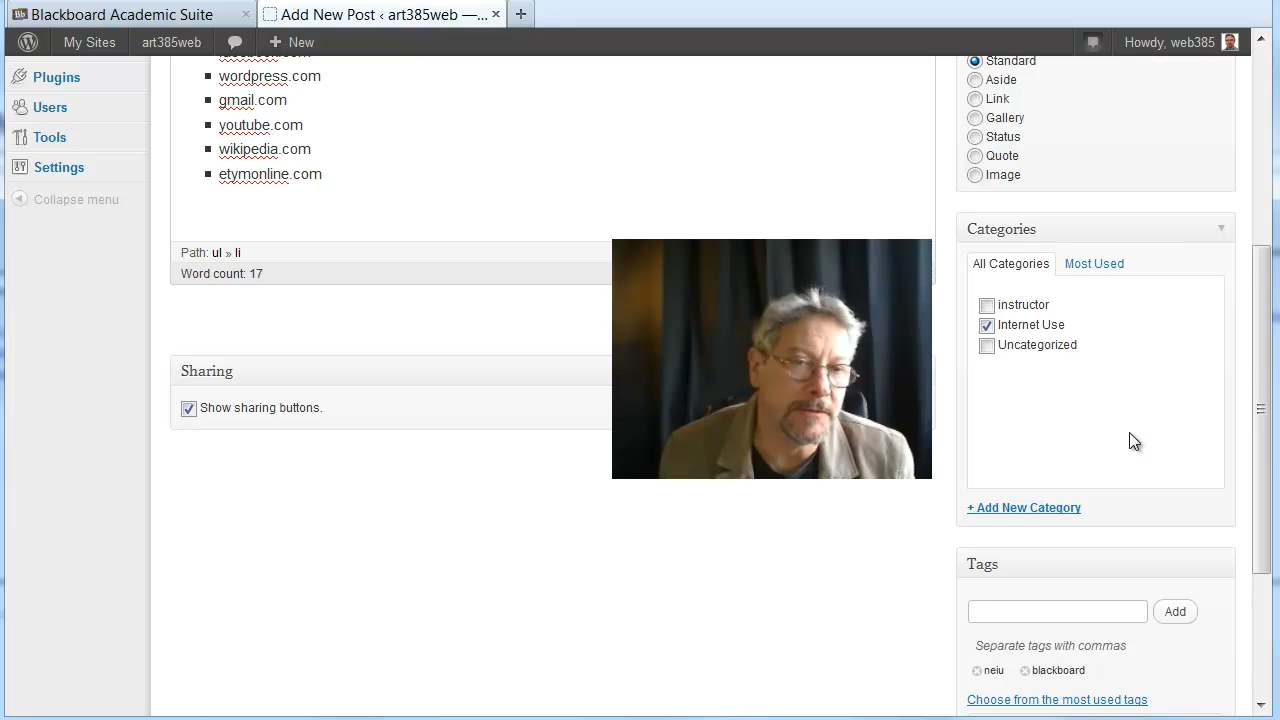 Blackboard Academic Suite
Add New Post ‹ art385web —...
My Sites
art385web
New
Howdy, web385
Plugins
Users
Tools
Settings
Collapse menu
wordpress.com
gmail.com
youtube.com
wikipedia.com
etymonline.com
Path: ul » li
Word count: 17
Sharing
Show sharing buttons.
Standard
Aside
Link
Gallery
Status
Quote
Image
Categories
All Categories Most Used
instructor
Internet Use
Uncategorized
+ Add New Category
Tags
Add
Separate tags with commas
neiu blackboard
Choose from the most used tags